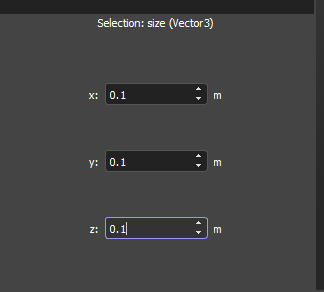 Selection: size (Vector3)
x: 0.1 m
y: 0.1 m
z: 0.1 m